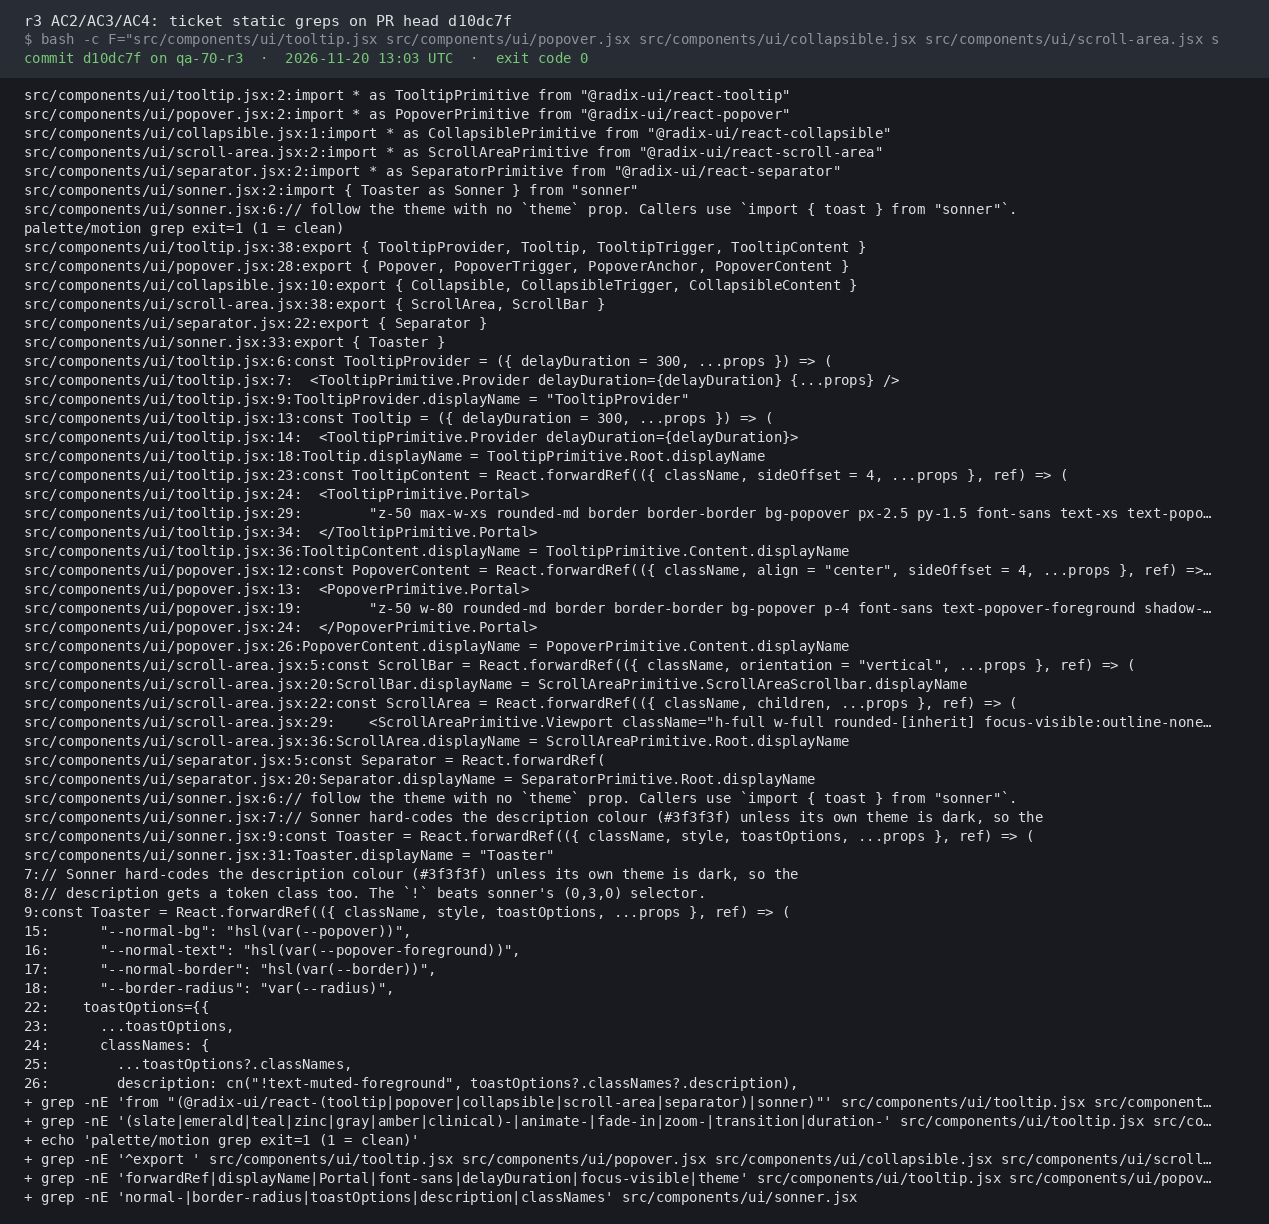 r3 AC2/AC3/AC4: ticket static greps on PR head d10dc7f
$ bash -c F="src/components/ui/tooltip.jsx src/components/ui/popover.jsx src/components/ui/collapsible.jsx src/components/ui/scroll-area.jsx s
commit d10dc7f on qa-70-r3  ·  2026-11-20 13:03 UTC  ·  exit code 0
src/components/ui/tooltip.jsx:2:import * as TooltipPrimitive from "@radix-ui/react-tooltip"
src/components/ui/popover.jsx:2:import * as PopoverPrimitive from "@radix-ui/react-popover"
src/components/ui/collapsible.jsx:1:import * as CollapsiblePrimitive from "@radix-ui/react-collapsible"
src/components/ui/scroll-area.jsx:2:import * as ScrollAreaPrimitive from "@radix-ui/react-scroll-area"
src/components/ui/separator.jsx:2:import * as SeparatorPrimitive from "@radix-ui/react-separator"
src/components/ui/sonner.jsx:2:import { Toaster as Sonner } from "sonner"
src/components/ui/sonner.jsx:6:// follow the theme with no `theme` prop. Callers use `import { toast } from "sonner"`.
palette/motion grep exit=1 (1 = clean)
src/components/ui/tooltip.jsx:38:export { TooltipProvider, Tooltip, TooltipTrigger, TooltipContent }
src/components/ui/popover.jsx:28:export { Popover, PopoverTrigger, PopoverAnchor, PopoverContent }
src/components/ui/collapsible.jsx:10:export { Collapsible, CollapsibleTrigger, CollapsibleContent }
src/components/ui/scroll-area.jsx:38:export { ScrollArea, ScrollBar }
src/components/ui/separator.jsx:22:export { Separator }
src/components/ui/sonner.jsx:33:export { Toaster }
src/components/ui/tooltip.jsx:6:const TooltipProvider = ({ delayDuration = 300, ...props }) => (
src/components/ui/tooltip.jsx:7:  <TooltipPrimitive.Provider delayDuration={delayDuration} {...props} />
src/components/ui/tooltip.jsx:9:TooltipProvider.displayName = "TooltipProvider"
src/components/ui/tooltip.jsx:13:const Tooltip = ({ delayDuration = 300, ...props }) => (
src/components/ui/tooltip.jsx:14:  <TooltipPrimitive.Provider delayDuration={delayDuration}>
src/components/ui/tooltip.jsx:18:Tooltip.displayName = TooltipPrimitive.Root.displayName
src/components/ui/tooltip.jsx:23:const TooltipContent = React.forwardRef(({ className, sideOffset = 4, ...props }, ref) => (
src/components/ui/tooltip.jsx:24:  <TooltipPrimitive.Portal>
src/components/ui/tooltip.jsx:29:        "z-50 max-w-xs rounded-md border border-border bg-popover px-2.5 py-1.5 font-sans text-xs text-popo…
src/components/ui/tooltip.jsx:34:  </TooltipPrimitive.Portal>
src/components/ui/tooltip.jsx:36:TooltipContent.displayName = TooltipPrimitive.Content.displayName
src/components/ui/popover.jsx:12:const PopoverContent = React.forwardRef(({ className, align = "center", sideOffset = 4, ...props }, ref) =>…
src/components/ui/popover.jsx:13:  <PopoverPrimitive.Portal>
src/components/ui/popover.jsx:19:        "z-50 w-80 rounded-md border border-border bg-popover p-4 font-sans text-popover-foreground shadow-…
src/components/ui/popover.jsx:24:  </PopoverPrimitive.Portal>
src/components/ui/popover.jsx:26:PopoverContent.displayName = PopoverPrimitive.Content.displayName
src/components/ui/scroll-area.jsx:5:const ScrollBar = React.forwardRef(({ className, orientation = "vertical", ...props }, ref) => (
src/components/ui/scroll-area.jsx:20:ScrollBar.displayName = ScrollAreaPrimitive.ScrollAreaScrollbar.displayName
src/components/ui/scroll-area.jsx:22:const ScrollArea = React.forwardRef(({ className, children, ...props }, ref) => (
src/components/ui/scroll-area.jsx:29:    <ScrollAreaPrimitive.Viewport className="h-full w-full rounded-[inherit] focus-visible:outline-none…
src/components/ui/scroll-area.jsx:36:ScrollArea.displayName = ScrollAreaPrimitive.Root.displayName
src/components/ui/separator.jsx:5:const Separator = React.forwardRef(
src/components/ui/separator.jsx:20:Separator.displayName = SeparatorPrimitive.Root.displayName
src/components/ui/sonner.jsx:6:// follow the theme with no `theme` prop. Callers use `import { toast } from "sonner"`.
src/components/ui/sonner.jsx:7:// Sonner hard-codes the description colour (#3f3f3f) unless its own theme is dark, so the
src/components/ui/sonner.jsx:9:const Toaster = React.forwardRef(({ className, style, toastOptions, ...props }, ref) => (
src/components/ui/sonner.jsx:31:Toaster.displayName = "Toaster"
7:// Sonner hard-codes the description colour (#3f3f3f) unless its own theme is dark, so the
8:// description gets a token class too. The `!` beats sonner's (0,3,0) selector.
9:const Toaster = React.forwardRef(({ className, style, toastOptions, ...props }, ref) => (
15:      "--normal-bg": "hsl(var(--popover))",
16:      "--normal-text": "hsl(var(--popover-foreground))",
17:      "--normal-border": "hsl(var(--border))",
18:      "--border-radius": "var(--radius)",
22:    toastOptions={{
23:      ...toastOptions,
24:      classNames: {
25:        ...toastOptions?.classNames,
26:        description: cn("!text-muted-foreground", toastOptions?.classNames?.description),
+ grep -nE 'from "(@radix-ui/react-(tooltip|popover|collapsible|scroll-area|separator)|sonner)"' src/components/ui/tooltip.jsx src/component…
+ grep -nE '(slate|emerald|teal|zinc|gray|amber|clinical)-|animate-|fade-in|zoom-|transition|duration-' src/components/ui/tooltip.jsx src/co…
+ echo 'palette/motion grep exit=1 (1 = clean)'
+ grep -nE '^export ' src/components/ui/tooltip.jsx src/components/ui/popover.jsx src/components/ui/collapsible.jsx src/components/ui/scroll…
+ grep -nE 'forwardRef|displayName|Portal|font-sans|delayDuration|focus-visible|theme' src/components/ui/tooltip.jsx src/components/ui/popov…
+ grep -nE 'normal-|border-radius|toastOptions|description|classNames' src/components/ui/sonner.jsx